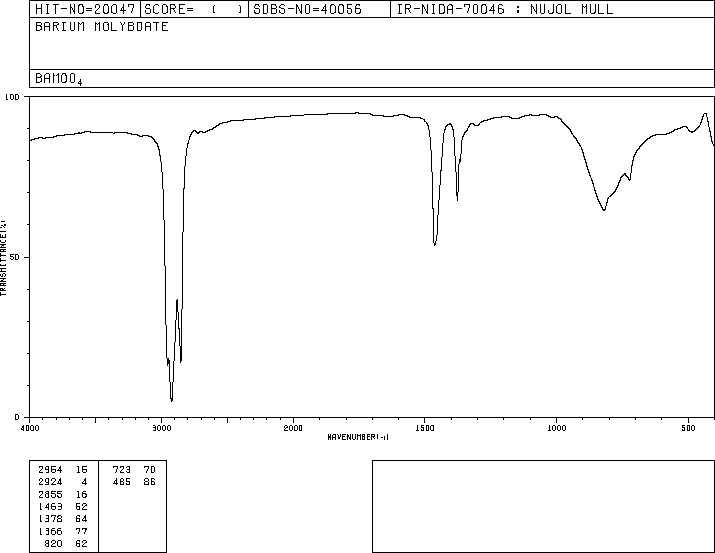 HIT-NO=20047 SCORE= ( ) SDBS-NO=40056 IR-NIDA-70046 : NUJOL MULL
BARIUM MOLYBDATE
BAMOO4
100
50
0
TRANSMITTANCE(%)
4000 3000 2000 1500 1000 500
WAVENUMBER(-1)
2954 16 723 70
2924 4 485 86
2855 16
1463 52
1378 64
1366 77
820 62